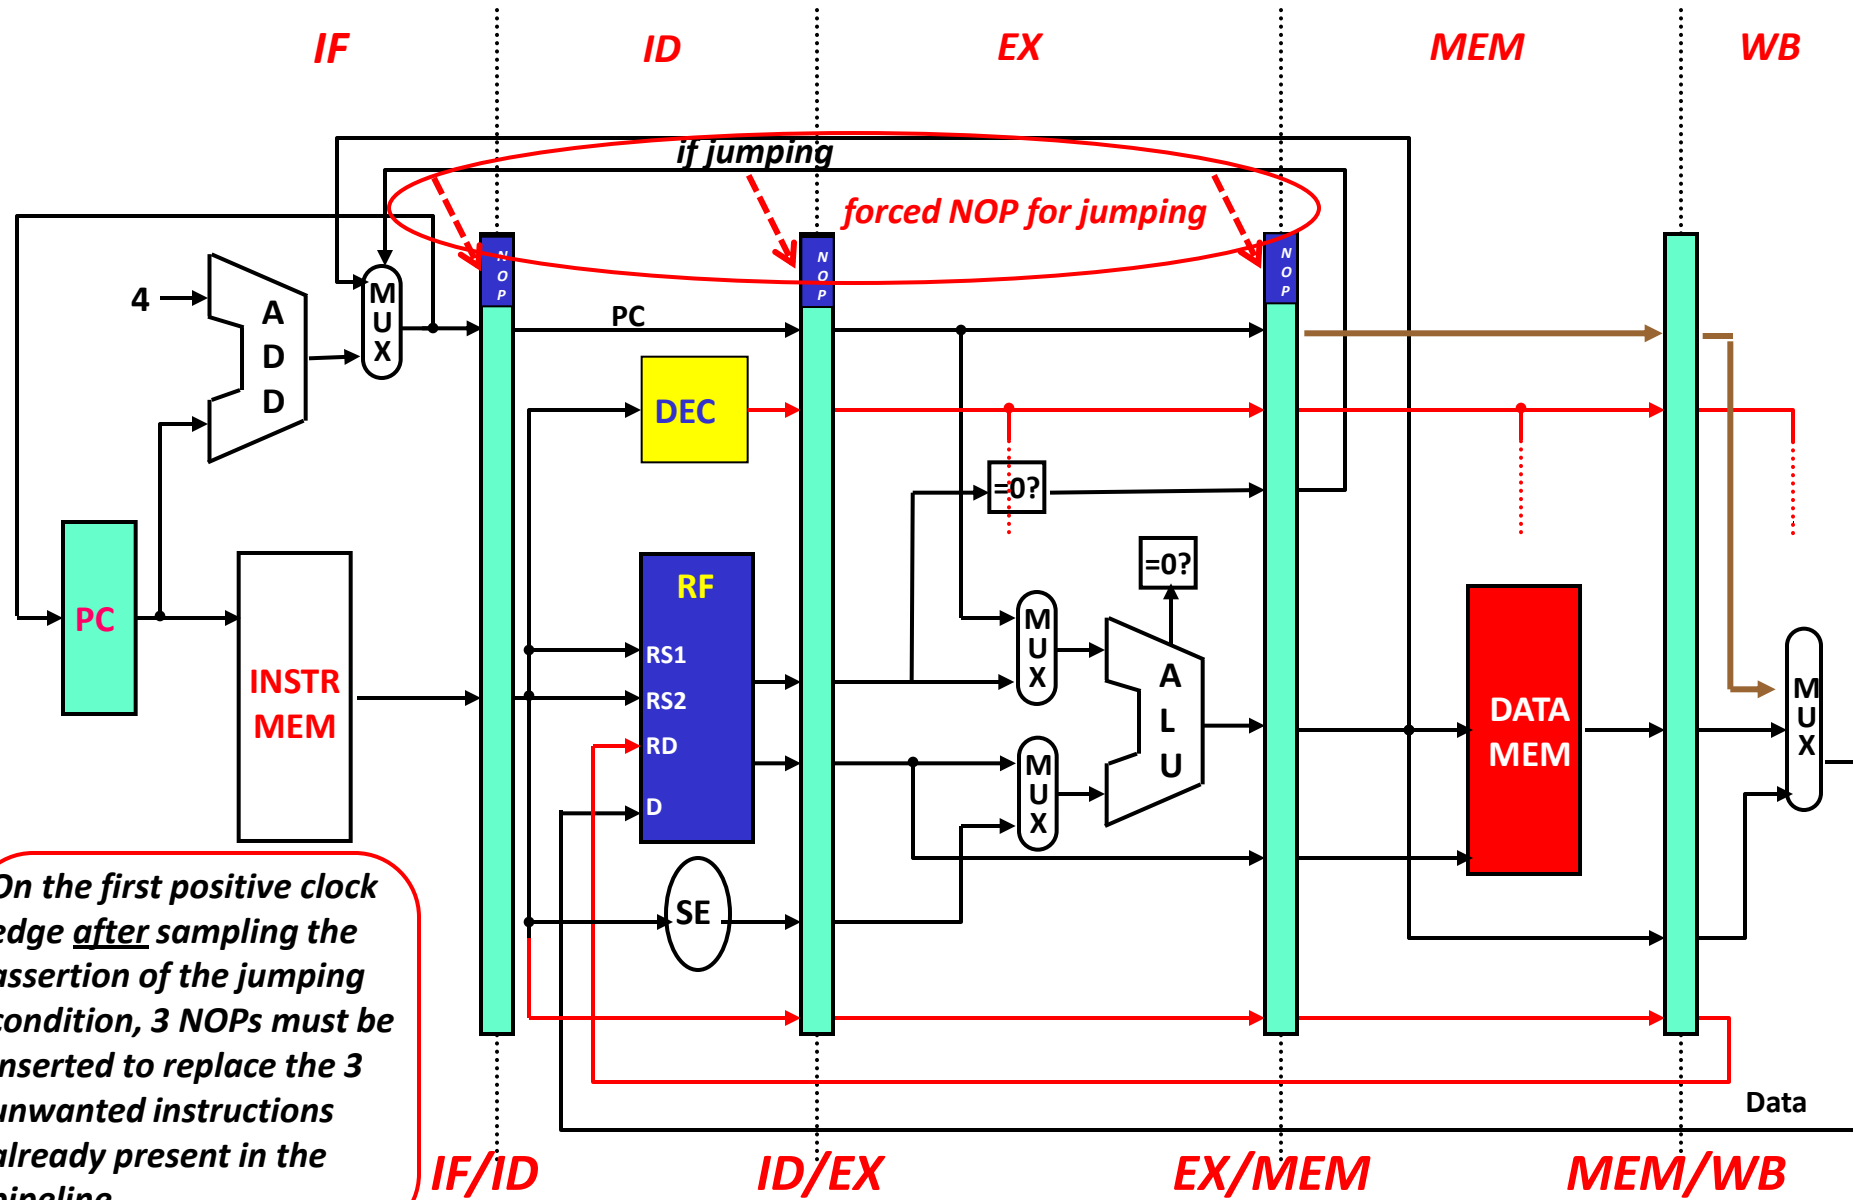 IF ID EX MEM WB
if jumping
forced NOP for jumping
NOP
NOP
NOP
4
ADD
MUX
PC
DEC
=0?
=0?
PC
INSTR
MEM
RF
RS1
RS2
RD
D
MUX
MUX
ALU
DATA
MEM
MUX
SE
On the first positive clock
edge after sampling the
assertion of the jumping
condition, 3 NOPs must be
inserted to replace the 3
unwanted instructions
already present in the
pipeline
Data
IF/ID ID/EX EX/MEM MEM/WB